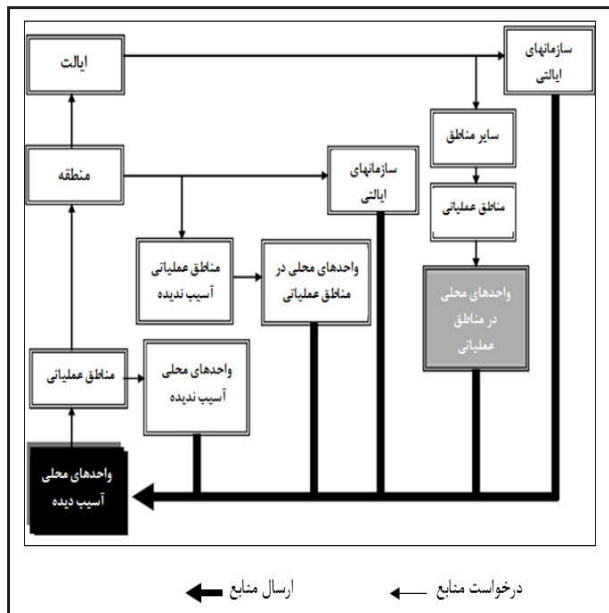 سازمانهای
ایالتی
ایالت
سایر مناطق
سازمانهای
ایالتی
منطقه
مناطق عملیاتی
مناطق عملیاتی
آسیب ندیده
واحدهای محلی در
مناطق عملیاتی
واحدهای محلی
در مناطق
عملیاتی
واحدهای محلی
آسیب ندیده
مناطق عملیاتی
واحدهای محلی
آسیب دیده
درخواست منابع
ارسال منابع